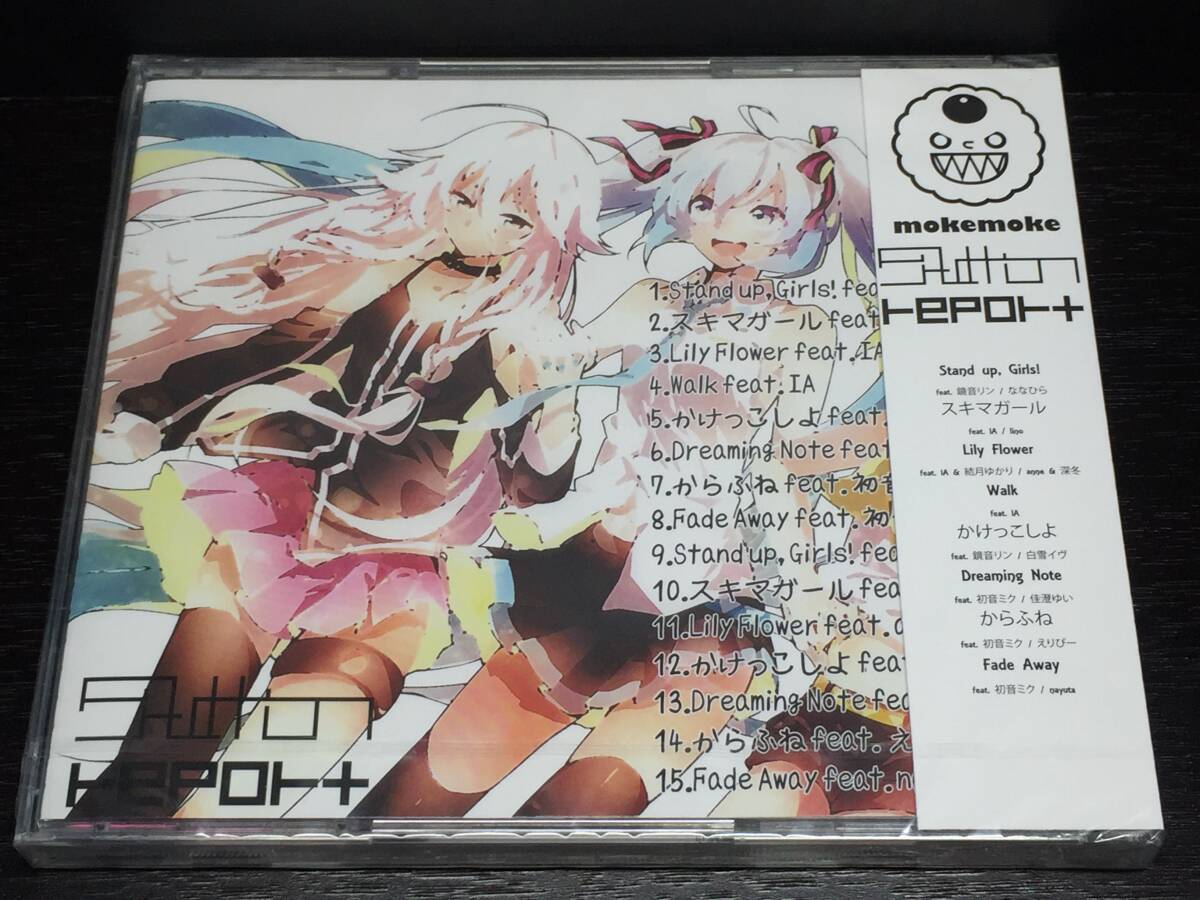 1.Stand up, Girls! fea
2.スキマガール feat
3.Lily Flower feat.IA
4.Walk feat.IA
5.かけっこしよ feat.
6.Dreaming Note feat
7.からふね feat.初音
8.Fade Away feat.初
9.Stand up, Girls! fea
10.スキマガール fea
11.Lily Flower feat.a
12.かけっこしよ feat
13.Dreaming Note fea
14.からふね feat.え
15.Fade Away feat.n
report
mokemoke
report
Stand up, Girls!
feat. 鏡音リン / ななひら
スキマガール
feat. IA / lino
Lily Flower
feat. IA & 結月ゆかり / anne & 深冬
Walk
feat. IA
かけっこしよ
feat. 鏡音リン / 白雪イヴ
Dreaming Note
feat. 初音ミク / 佳澄ゆい
からふね
feat. 初音ミク / えりぴー
Fade Away
feat. 初音ミク / nayuta